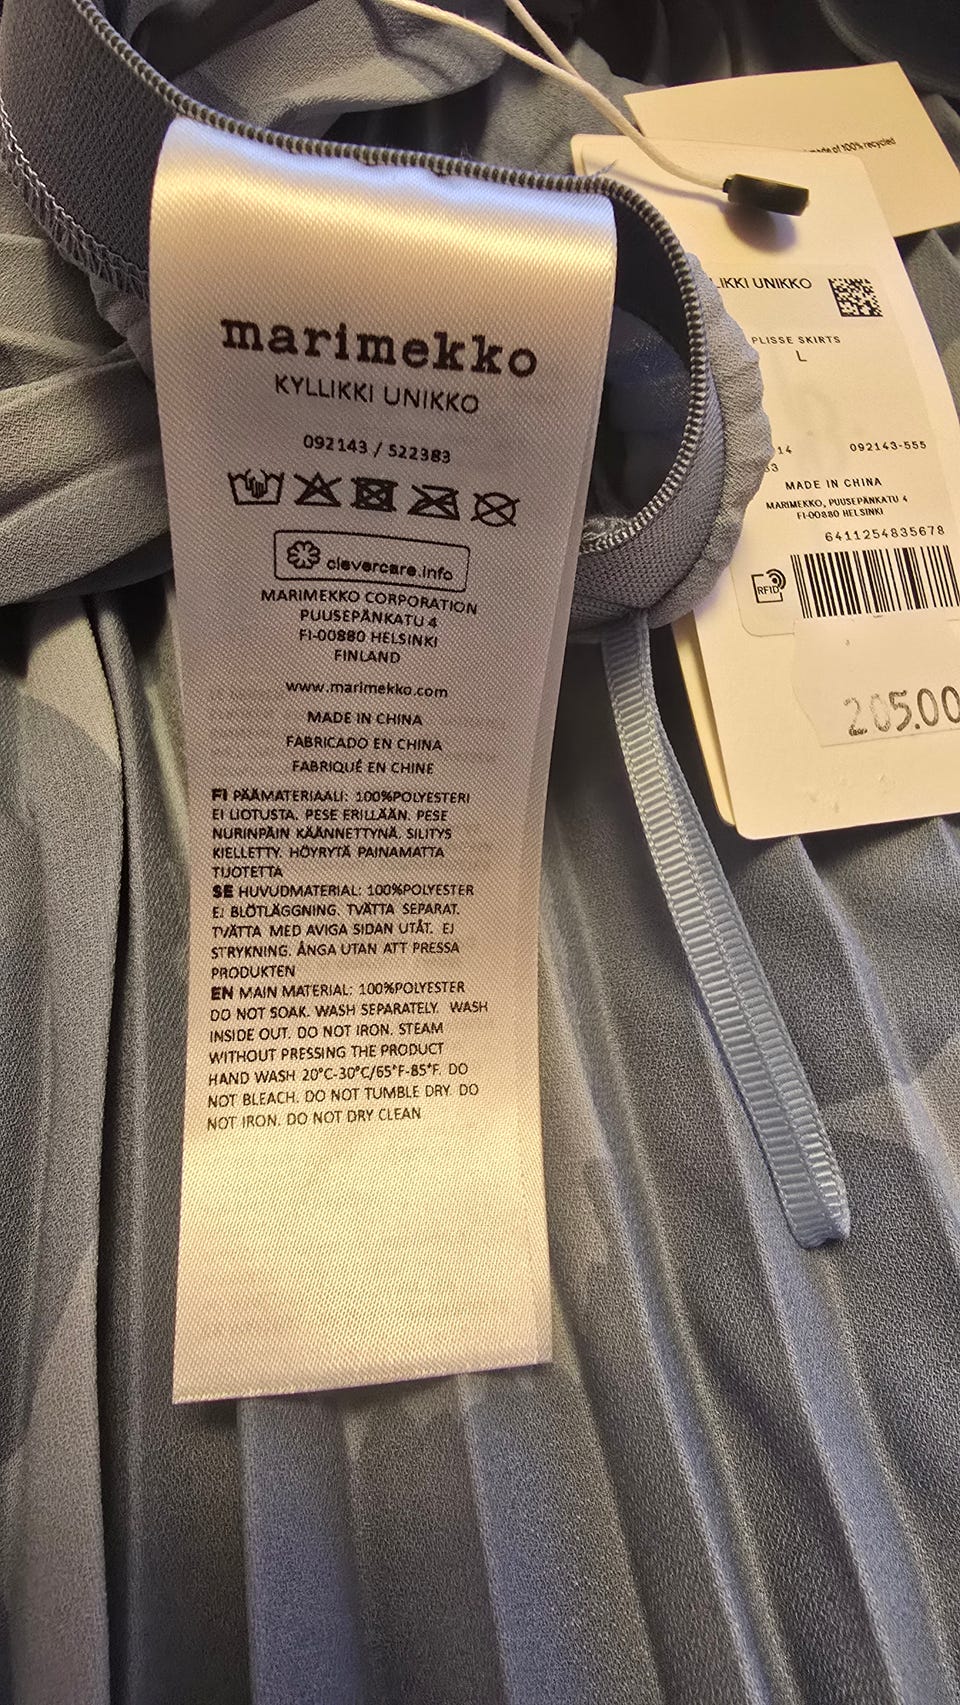 marimekko
KYLLIKKI UNIKKO
092143 / 522383
clevercare.info
MARIMEKKO CORPORATION
PUUSEPÄNKATU 4
FI-00880 HELSINKI
FINLAND
www.marimekko.com
MADE IN CHINA
FABRICADO EN CHINA
FABRIQUÉ EN CHINE
FI PÄÄMATERIAALI: 100%POLYESTERI
EI LIOTUSTA. PESE ERILLÄÄN. PESE
NURINPÄIN KÄÄNNETTYNÄ. SILITYS
KIELLETTY. HÖYRYTÄ PAINAMATTA
TUOTETTA
SE HUVUDMATERIAL: 100%POLYESTER
EJ BLÖTLÄGGNING. TVÄTTA SEPARAT.
TVÄTTA MED AVIGA SIDAN UTÅT. EJ
STRYKNING. ÅNGA UTAN ATT PRESSA
PRODUKTEN
EN MAIN MATERIAL: 100%POLYESTER
DO NOT SOAK. WASH SEPARATELY. WASH
INSIDE OUT. DO NOT IRON. STEAM
WITHOUT PRESSING THE PRODUCT
HAND WASH 20°C-30°C/65°F-85°F. DO
NOT BLEACH. DO NOT TUMBLE DRY. DO
NOT IRON. DO NOT DRY CLEAN
made of 100% recycled
LIKKI UNIKKO
PLISSE SKIRTS
L
14 092143-555
33
MADE IN CHINA
MARIMEKKO, PUUSEPÄNKATU 4
FI-00880 HELSINKI
6411254835678
RFID
205.00